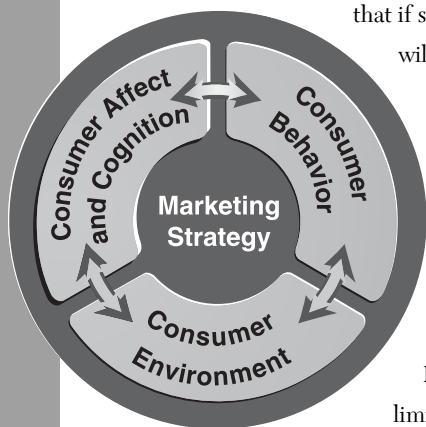 that if s
wil
Consumer Affect
and Cognition
Consumer
Behavior
Marketing
Strategy
Consumer
Environment
lim